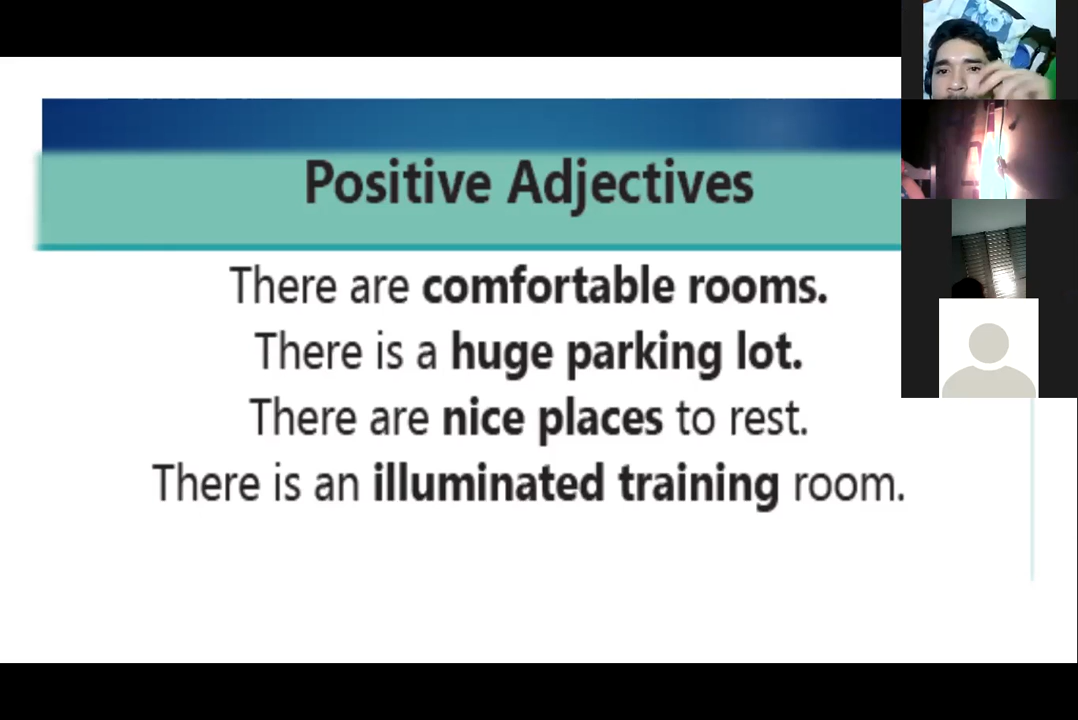 Positive Adjectives
There are comfortable rooms.
There is a huge parking lot.
There are nice places to rest.
There is an illuminated training room.